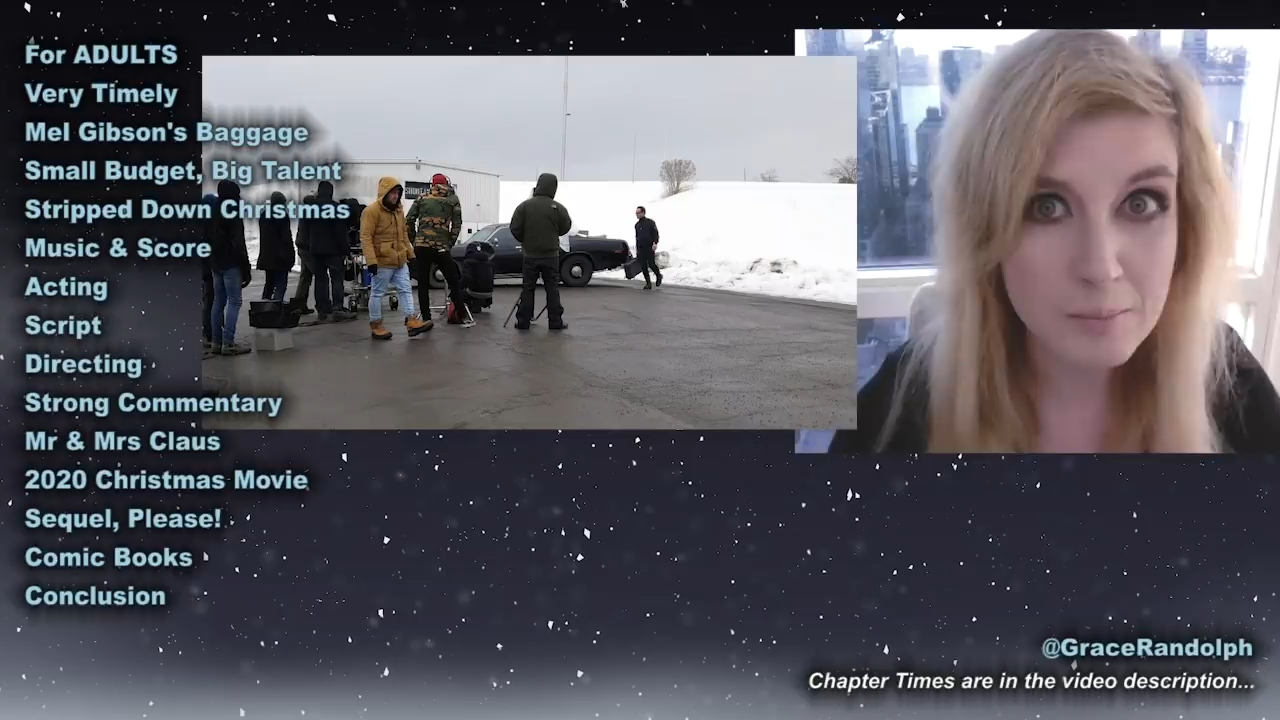 For ADULTS
Very Timely
Mel Gibson's Baggage
Small Budget, Big Talent
Stripped Down Christmas
Music & Score
Acting
Script
Directing
Strong Commentary
Mr & Mrs Claus
2020 Christmas Movie
Sequel, Please!
Comic Books
Conclusion
@GraceRandolph
Chapter Times are in the video description...